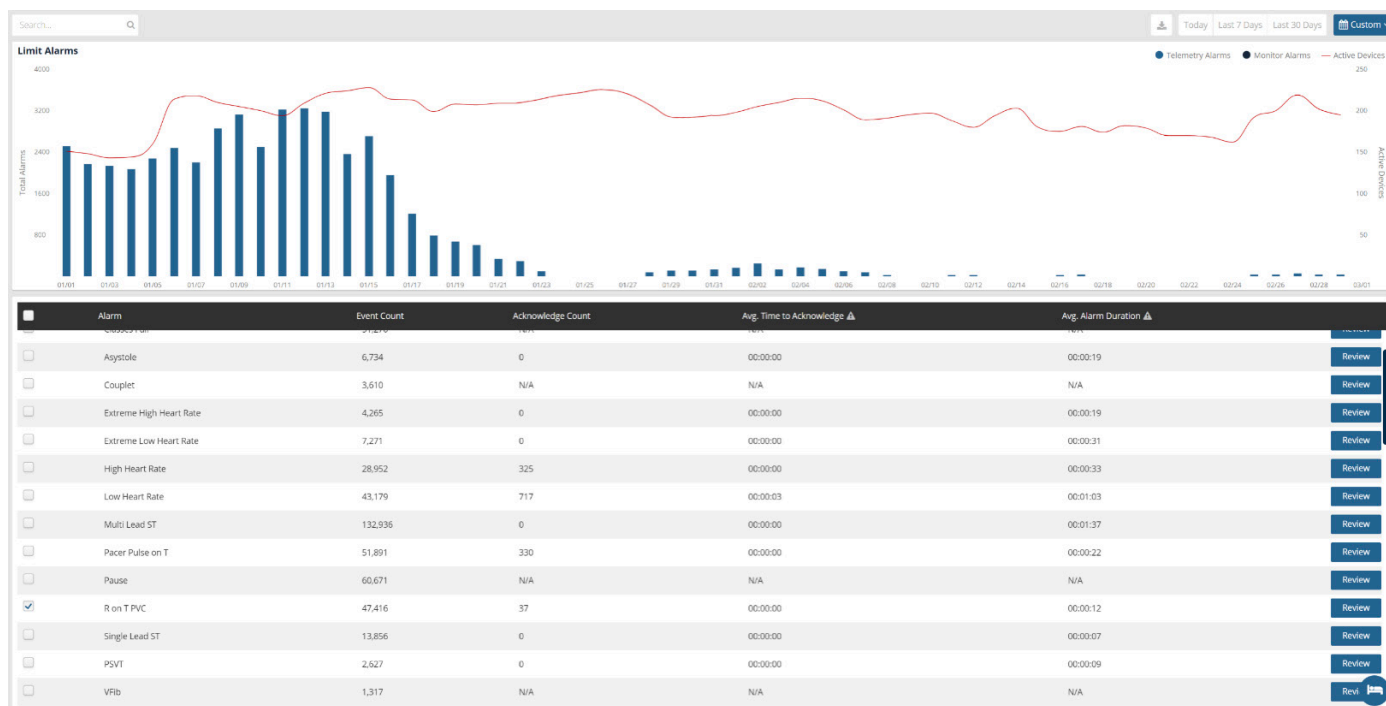 Search...
Today Last 7 Days Last 30 Days Custom
Limit Alarms
Telemetry Alarms Monitor Alarms Active Devices
4000 250
3200 200
2400 150
1600 100
800 50
Total Alarms
Active Devices
01/01 01/03 01/05 01/07 01/09 01/11 01/13 01/15 01/17 01/19 01/21 01/23 01/25 01/27 01/29 01/31 02/02 02/04 02/06 02/08 02/10 02/12 02/14 02/16 02/18 02/20 02/22 02/24 02/26 02/28 03/01
Alarm Event Count Acknowledge Count Avg. Time to Acknowledge Avg. Alarm Duration
Asystole 6,734 0 00:00:00 00:00:19 Review
Couplet 3,610 N/A N/A N/A Review
Extreme High Heart Rate 4,265 0 00:00:00 00:00:19 Review
Extreme Low Heart Rate 7,271 0 00:00:00 00:00:31 Review
High Heart Rate 28,952 325 00:00:00 00:00:33 Review
Low Heart Rate 43,179 717 00:00:03 00:01:03 Review
Multi Lead ST 132,936 0 00:00:00 00:01:37 Review
Pacer Pulse on T 51,891 330 00:00:00 00:00:22 Review
Pause 60,671 N/A N/A N/A Review
R on T PVC 47,416 37 00:00:00 00:00:12 Review
Single Lead ST 13,856 0 00:00:00 00:00:07 Review
PSVT 2,627 0 00:00:00 00:00:09 Review
VFib 1,317 N/A N/A N/A Revi